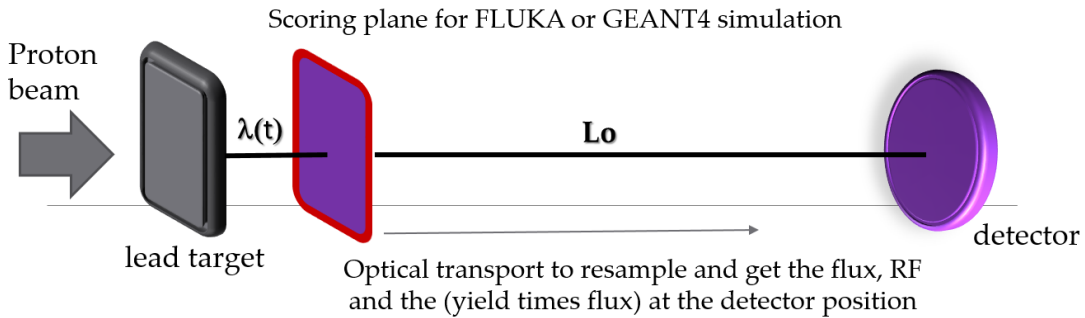 Scoring plane for FLUKA or GEANT4 simulation
Proton
beam
λ(t)
Lo
lead target
detector
Optical transport to resample and get the flux, RF
and the (yield times flux) at the detector position